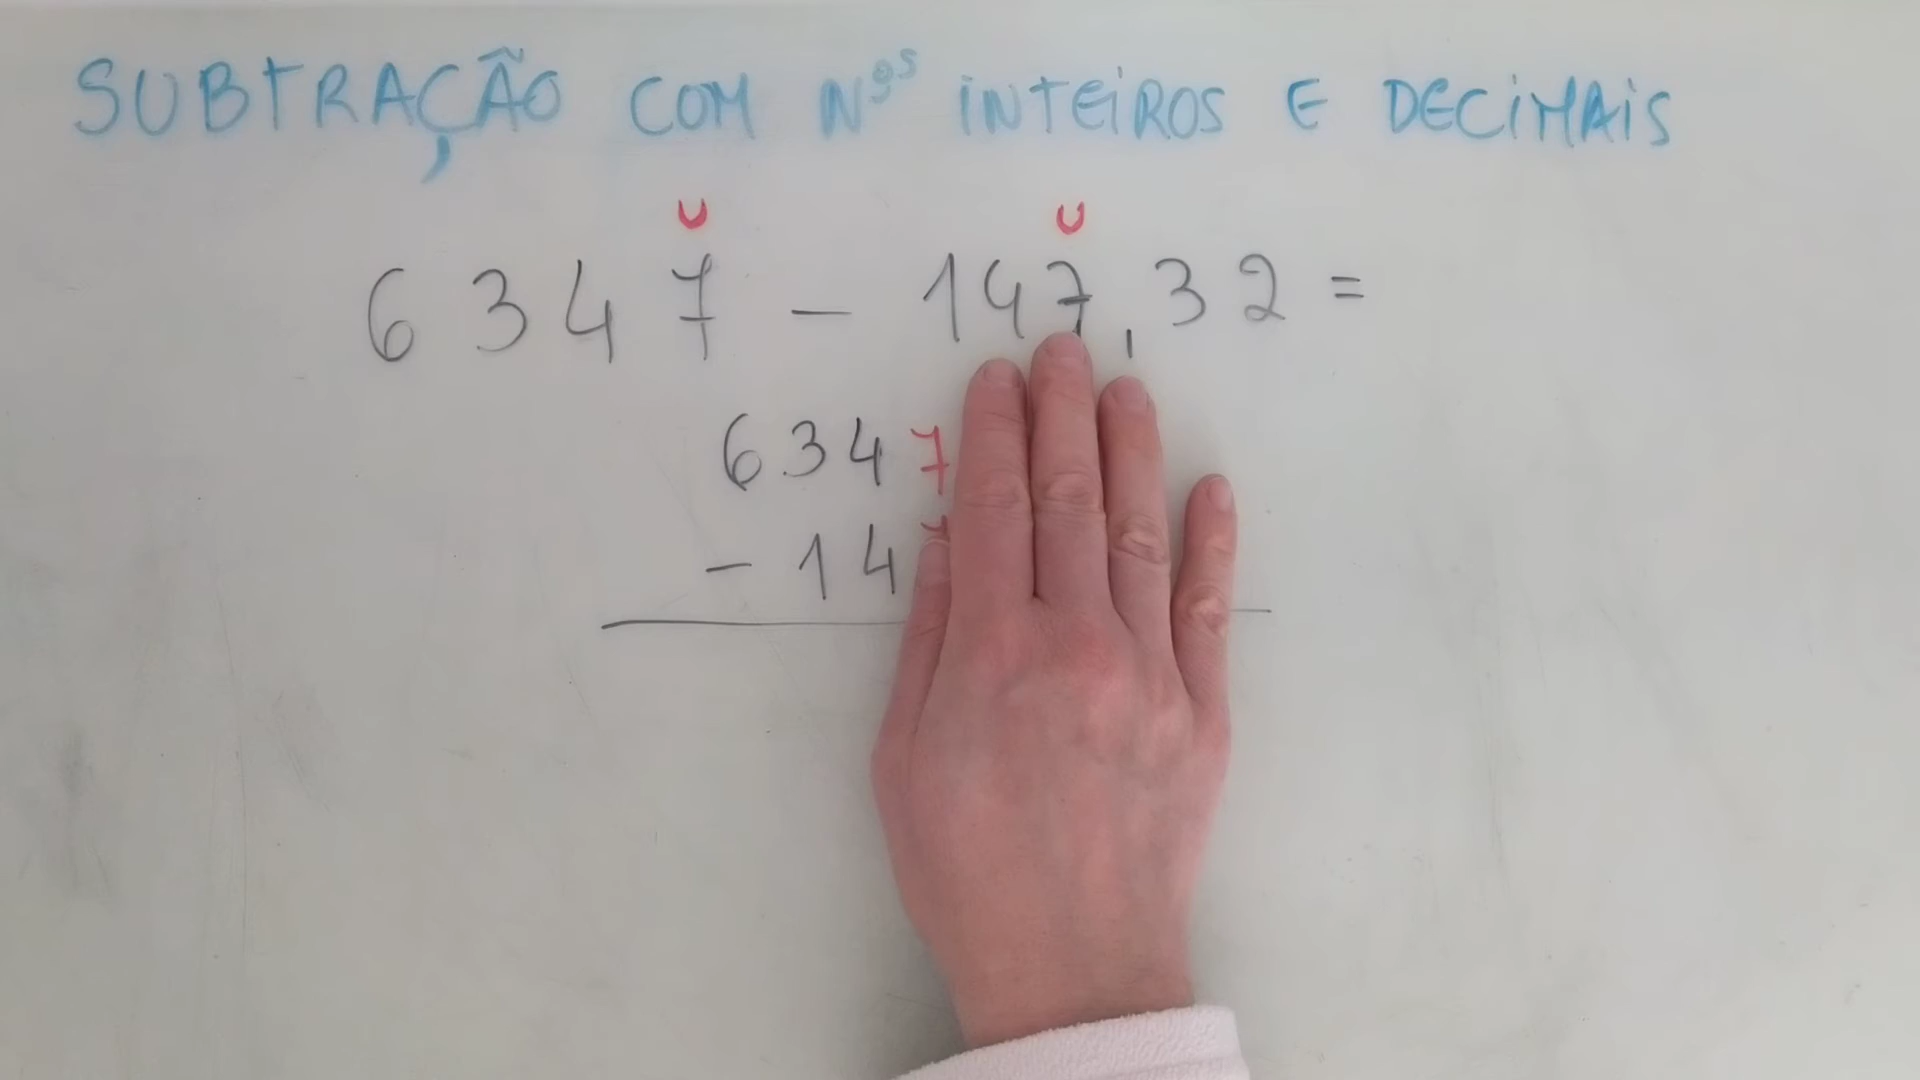 SUBTRAÇÃO COM Nºs INTEIROS E DECIMAIS
U U
6347 - 147,32 =
6347
- 14